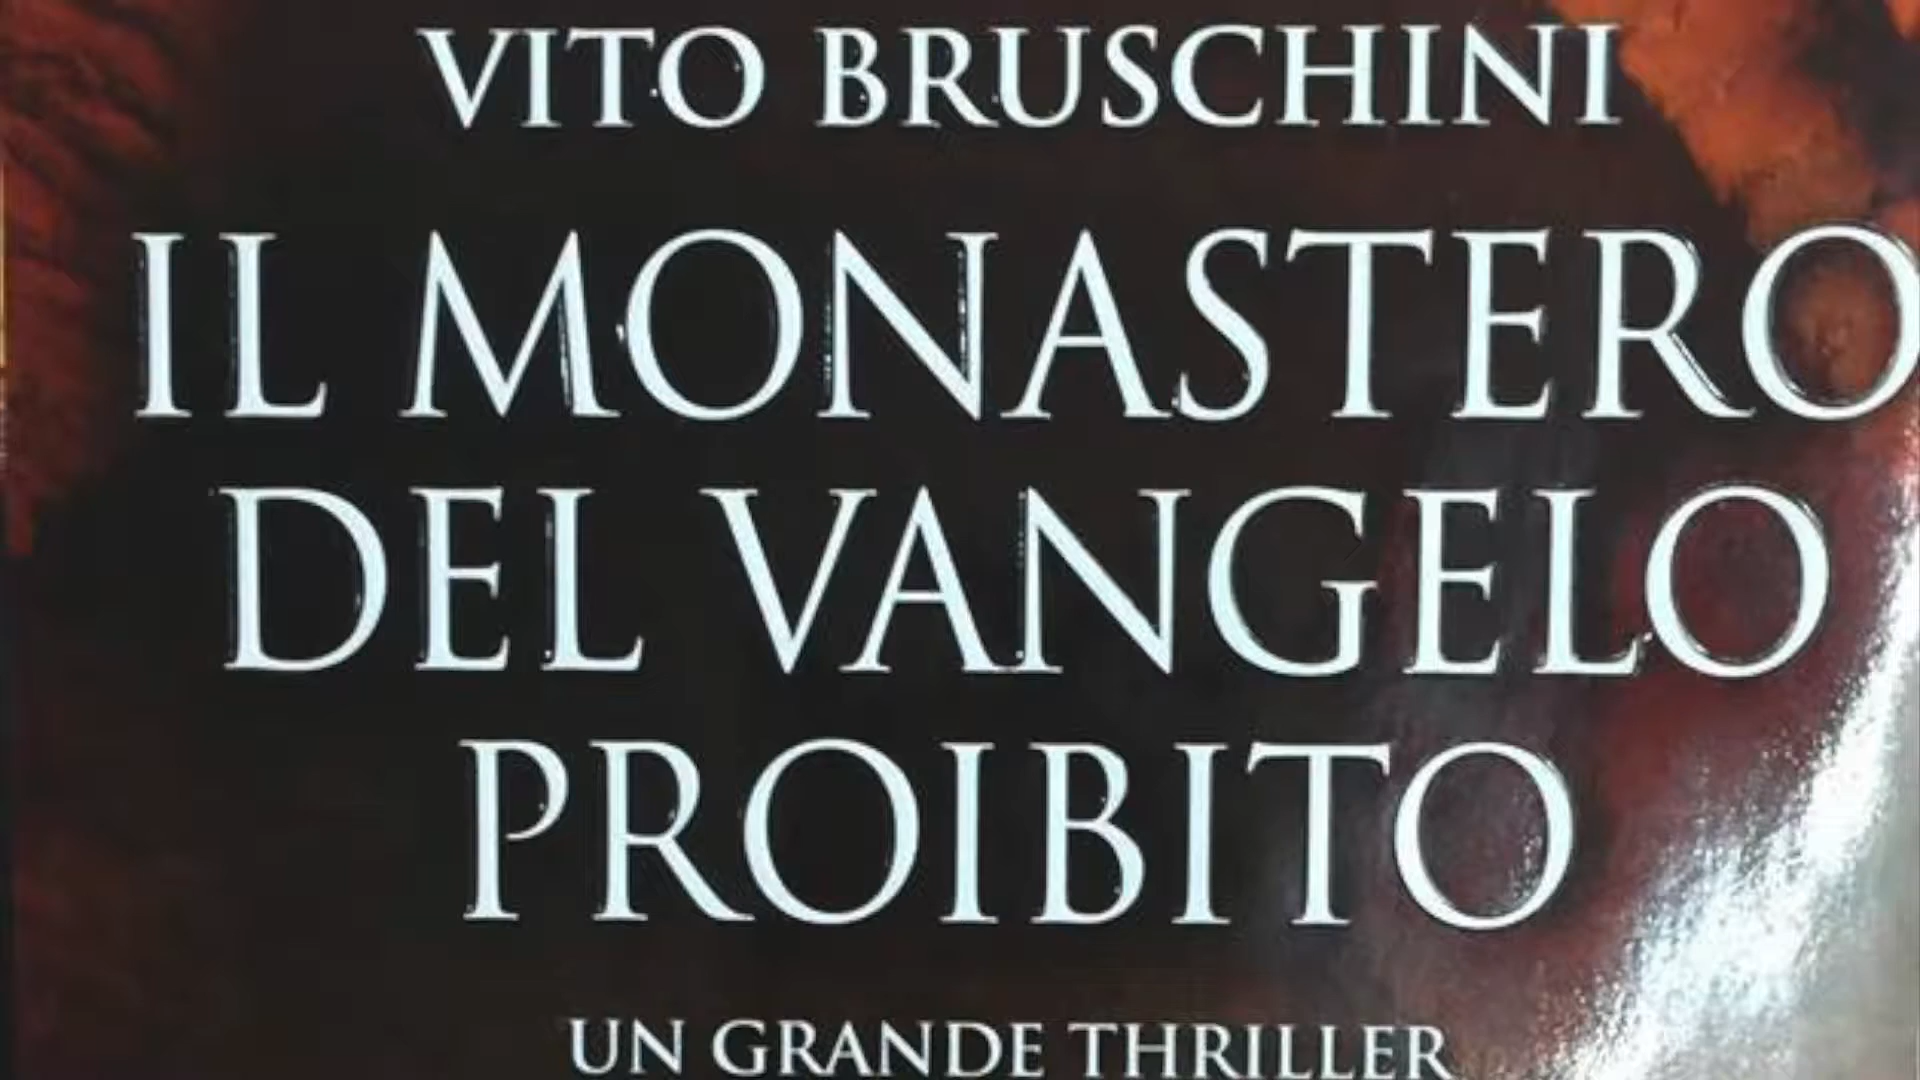 VITO BRUSCHINI
IL MONASTERO
DEL VANGELO
PROIBITO
UN GRANDE THRILLER